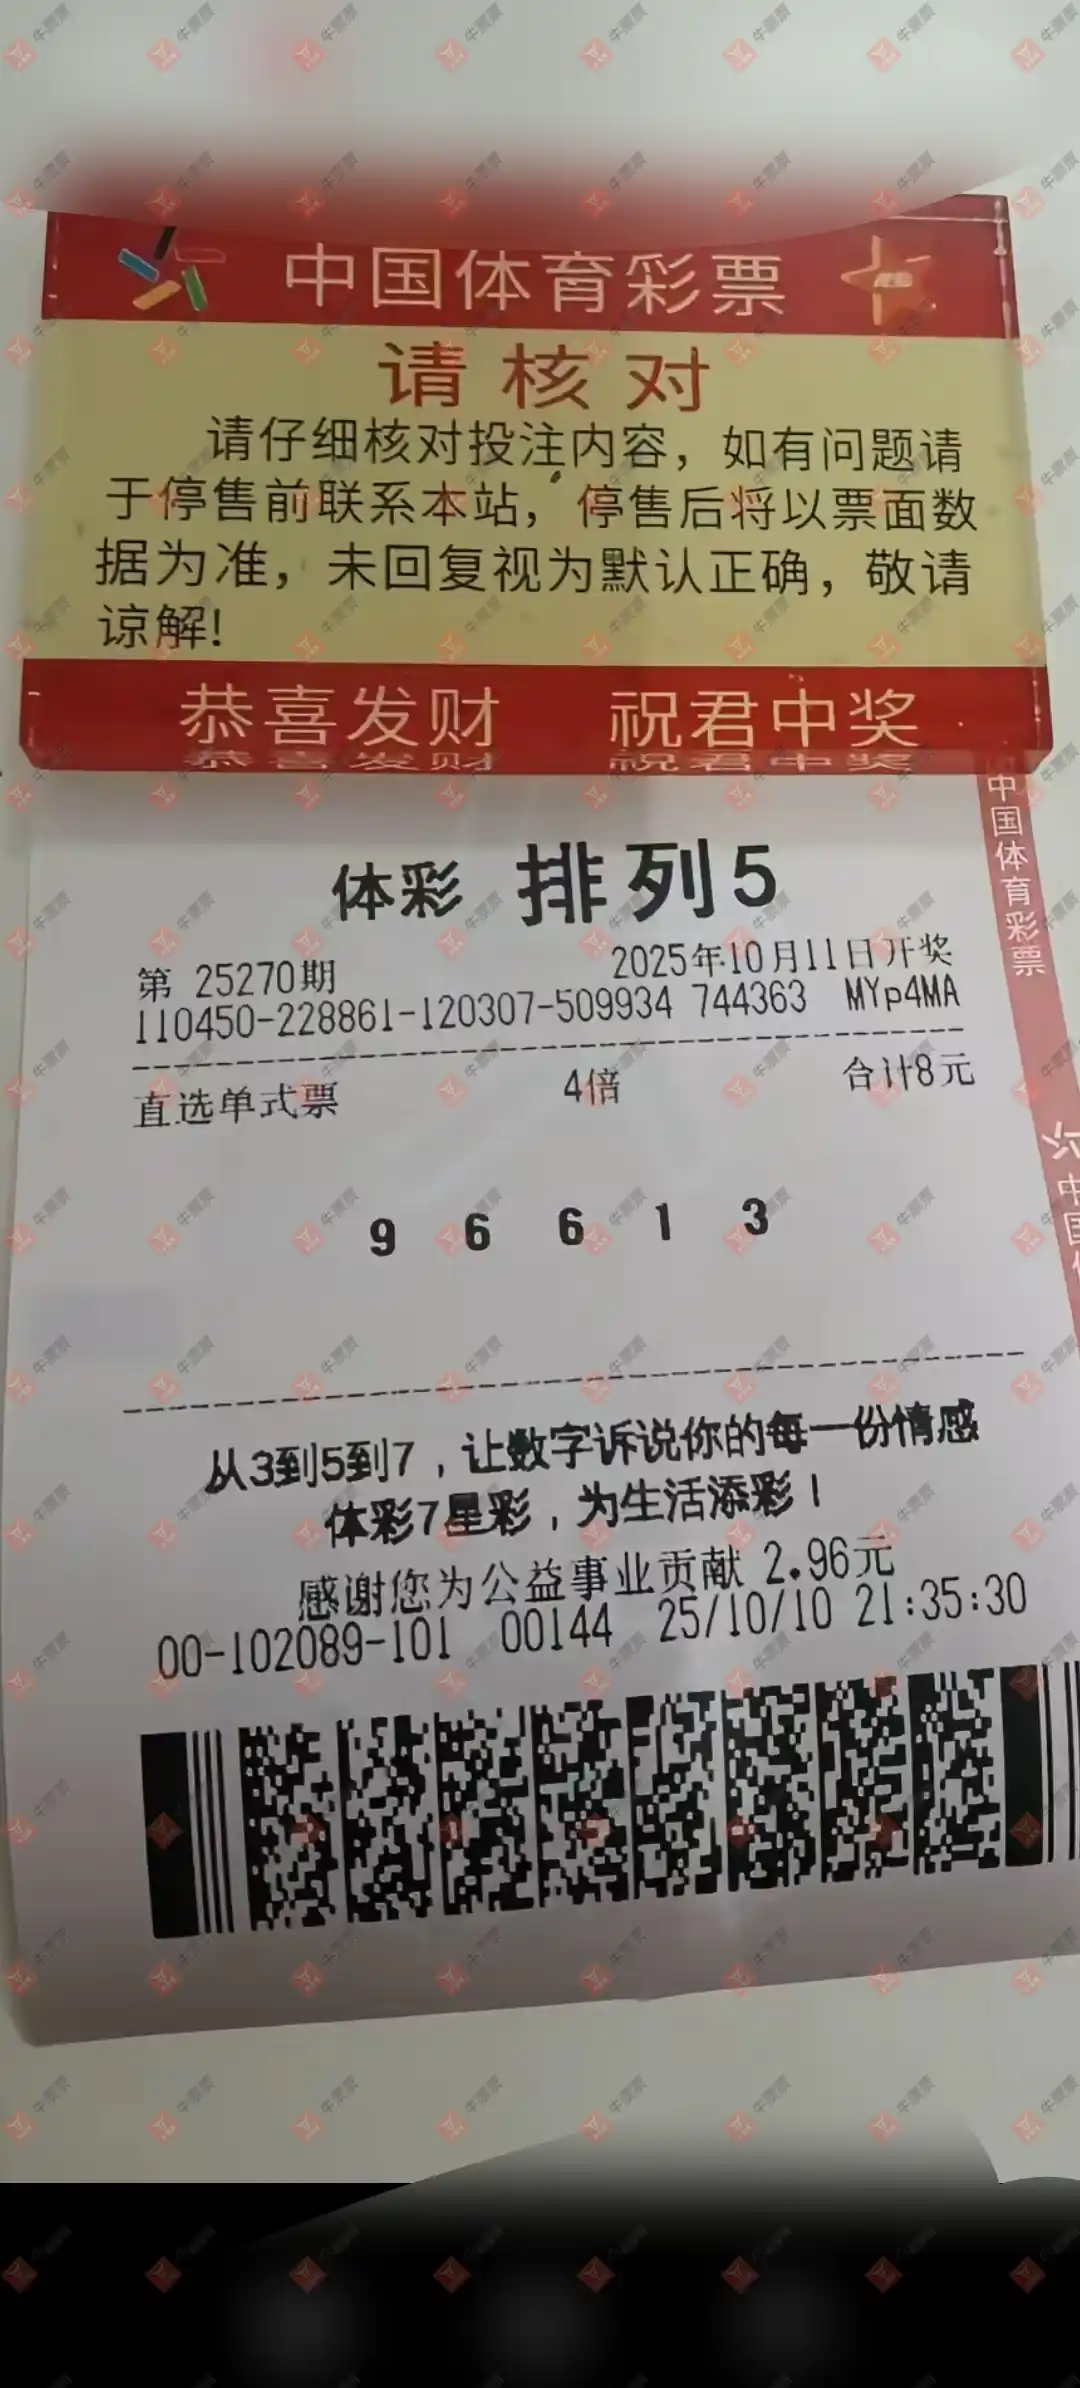 中国体育彩票
请核对
请仔细核对投注内容，如有问题请
于停售前联系本站，停售后将以票面数
据为准，未回复视为默认正确，敬请
谅解!
恭喜发财 祝君中奖
中国体育彩票
体彩 排列5
第 25270期 2025年10月11日开奖
110450-228861-120307-509934 744363 MYp4MA
直选单式票 4倍 合计8元
9 6 6 1 3
从3到5到7，让数字诉说你的每一份情感
体彩7星彩，为生活添彩！
感谢您为公益事业贡献 2.96元
00-102089-101 00144 25/10/10 21:35:30
牛票票